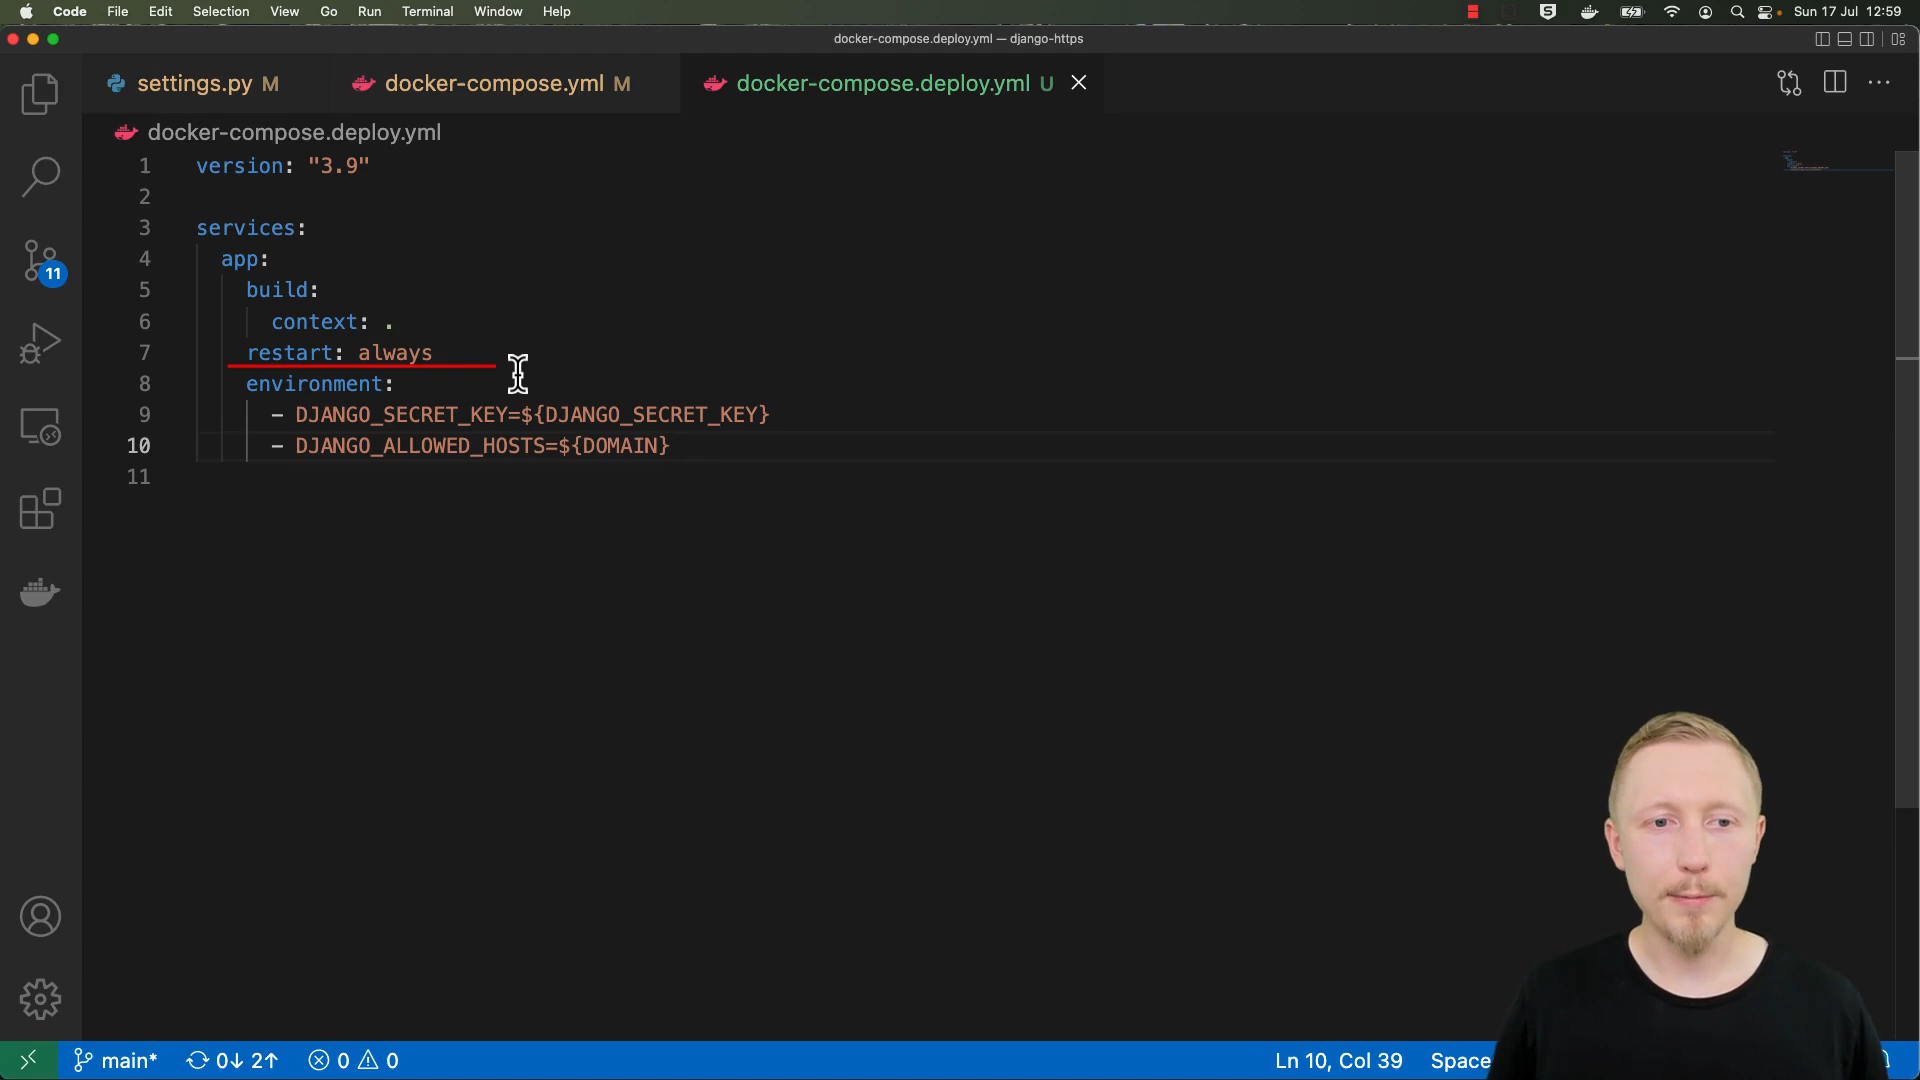 Code File Edit Selection View Go Run Terminal Window Help Sun 17 Jul 12:59
docker-compose.deploy.yml — django-https
settings.py M docker-compose.yml M docker-compose.deploy.yml U
docker-compose.deploy.yml
1 version: "3.9"
2
3 services:
4 app:
5 build:
6 context: .
7 restart: always
8 environment:
9 - DJANGO_SECRET_KEY=${DJANGO_SECRET_KEY}
10 - DJANGO_ALLOWED_HOSTS=${DOMAIN}
11
11
main* 0↓ 2↑ 0 0 Ln 10, Col 39 Space